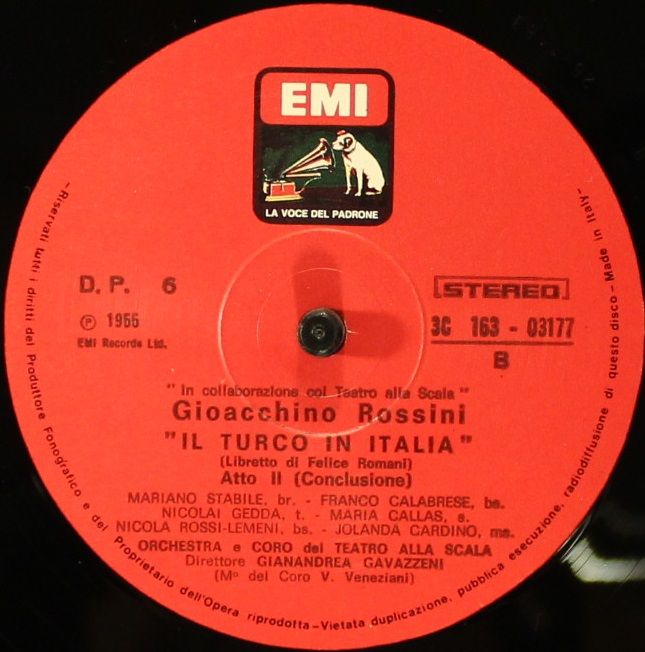 EMI
LA VOCE DEL PADRONE
D. P. 6
Ⓟ 1955
EMI Records Ltd.
[STEREO]
3C 163 - 03177
B
" In collaborazione col Teatro alla Scala "
Gioacchino Rossini
"IL TURCO IN ITALIA"
(Libretto di Felice Romani)
Atto II (Conclusione)
MARIANO STABILE, br. - FRANCO CALABRESE, bs.
NICOLAI GEDDA, t. - MARIA CALLAS, s.
NICOLA ROSSI-LEMENI, bs. - JOLANDA CARDINO, ms.
ORCHESTRA e CORO del TEATRO ALLA SCALA
Direttore GIANANDREA GAVAZZENI
(Mº del Coro V. Veneziani)
-Riservati tutti i diritti del Produttore Fonografico e del Proprietario dell'Opera riprodotta-Vietata duplicazione, pubblica esecuzione, radiodiffusione di questo disco - Made in Italy-